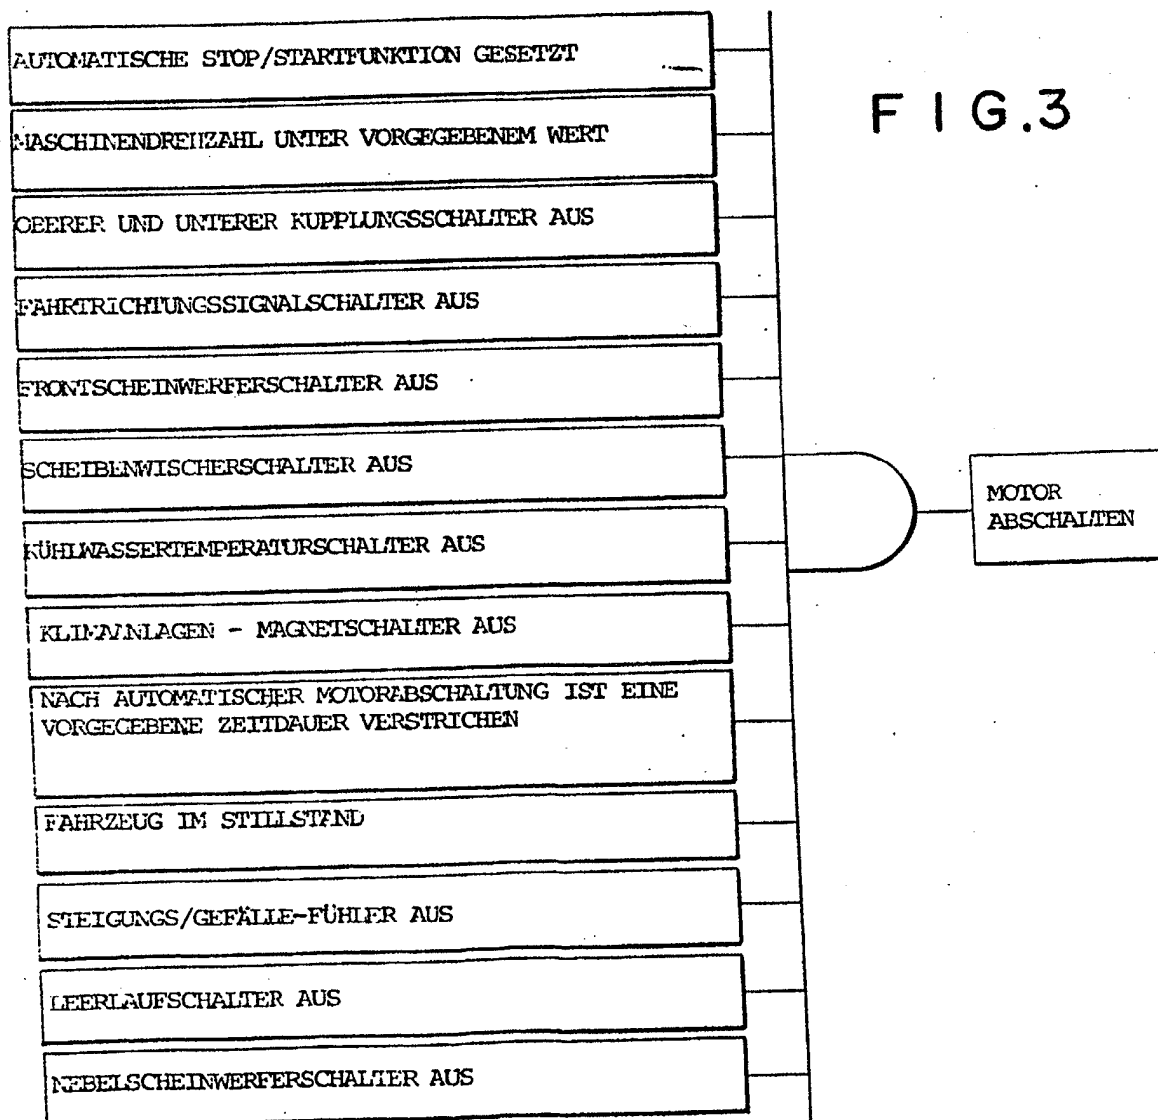 AUTOMATISCHE STOP/STARTFUNKTION GESETZT
FIG.3
MASCHINENDREHZAHL UNTER VORGEGEBENEM WERT
OBERER UND UNTERER KUPPLUNGSSCHALTER AUS
FAHRTRICHTUNGSSIGNALSCHALTER AUS
FRONTSCHEINWERFERSCHALTER AUS
SCHEIBENWISCHERSCHALTER AUS
MOTOR
ABSCHALTEN
KÜHLWASSERTEMPERATURSCHALTER AUS
KLIMAANLAGEN - MAGNETSCHALTER AUS
NACH AUTOMATISCHER MOTORABSCHALTUNG IST EINE
VORGEGEBENE ZEITDAUER VERSTRICHEN
FAHRZEUG IM STILLSTAND
STEIGUNGS/GEFÄLLE-FÜHLER AUS
LEERLAUFSCHALTER AUS
NEBELSCHEINWERFERSCHALTER AUS